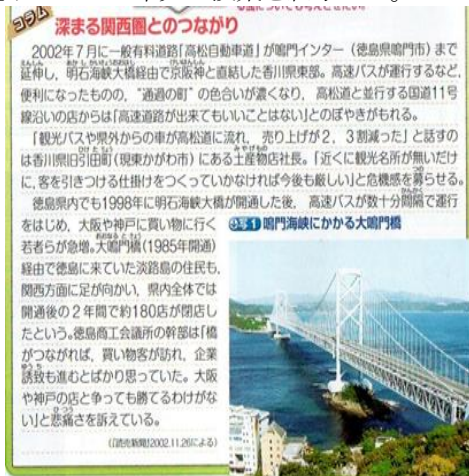 コラム
深まる関西圏とのつながり
2002年7月に一般有料道路「高松自動車道」が鳴門インター(徳島県鳴門市)まで
延伸し，明石海峡大橋経由で京阪神と直結した香川県東部。高速バスが運行するなど，
便利になったものの，“通過の町”の色合いが濃くなり，高松道と並行する国道11号
線沿いの店からは「高速道路が出来てもいいことはない」とのぼやきがもれる。
「観光バスや県外からの車が高松道に流れ，売り上げが2，3割減った」と話すの
は香川県旧引田町(現東かがわ市)にある土産物店社長。「近くに観光名所が無いだけ
に，客を引きつける仕掛けをつくっていかなければ今後も厳しい」と危機感を募らせる。
徳島県内でも1998年に明石海峡大橋が開通した後，高速バスが数十分間隔で運行
をはじめ，大阪や神戸に買い物に行く
若者らが急増。大鳴門橋(1985年開通)
経由で徳島に来ていた淡路島の住民も，
関西方面に足が向かい，県内全体では
開通後の2年間で約180店が閉店し
たという。徳島商工会議所の幹部は「橋
がつながれば，買い物客が訪れ，企業
誘致も進むとばかり思っていた。大阪
や神戸の店と争っても勝てるわけがな
い」と悲痛さを訴えている。
(『読売新聞』2002.11.26による)
写真1 鳴門海峡にかかる大鳴門橋